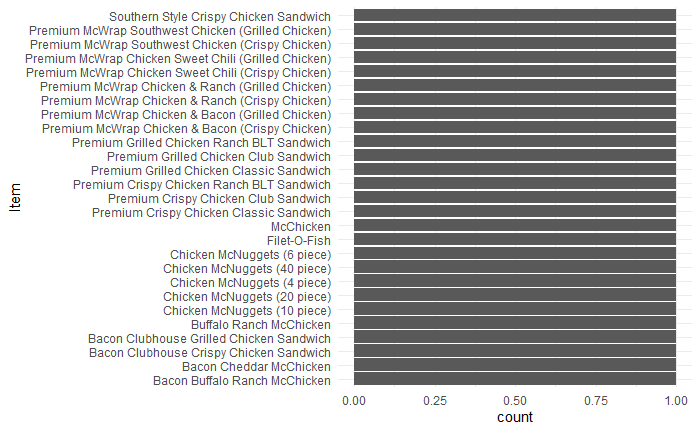 Southern Style Crispy Chicken Sandwich
Premium McWrap Southwest Chicken (Grilled Chicken)
Premium McWrap Southwest Chicken (Crispy Chicken)
Premium McWrap Chicken Sweet Chili (Grilled Chicken)
Premium McWrap Chicken Sweet Chili (Crispy Chicken)
Premium McWrap Chicken & Ranch (Grilled Chicken)
Premium McWrap Chicken & Ranch (Crispy Chicken)
Premium McWrap Chicken & Bacon (Grilled Chicken)
Premium McWrap Chicken & Bacon (Crispy Chicken)
Premium Grilled Chicken Ranch BLT Sandwich
Premium Grilled Chicken Club Sandwich
Premium Grilled Chicken Classic Sandwich
Premium Crispy Chicken Ranch BLT Sandwich
Premium Crispy Chicken Club Sandwich
Premium Crispy Chicken Classic Sandwich
McChicken
Filet-O-Fish
Chicken McNuggets (6 piece)
Chicken McNuggets (40 piece)
Chicken McNuggets (4 piece)
Chicken McNuggets (20 piece)
Chicken McNuggets (10 piece)
Buffalo Ranch McChicken
Bacon Clubhouse Grilled Chicken Sandwich
Bacon Clubhouse Crispy Chicken Sandwich
Bacon Cheddar McChicken
Bacon Buffalo Ranch McChicken
Item
0.00 0.25 0.50 0.75 1.00
count